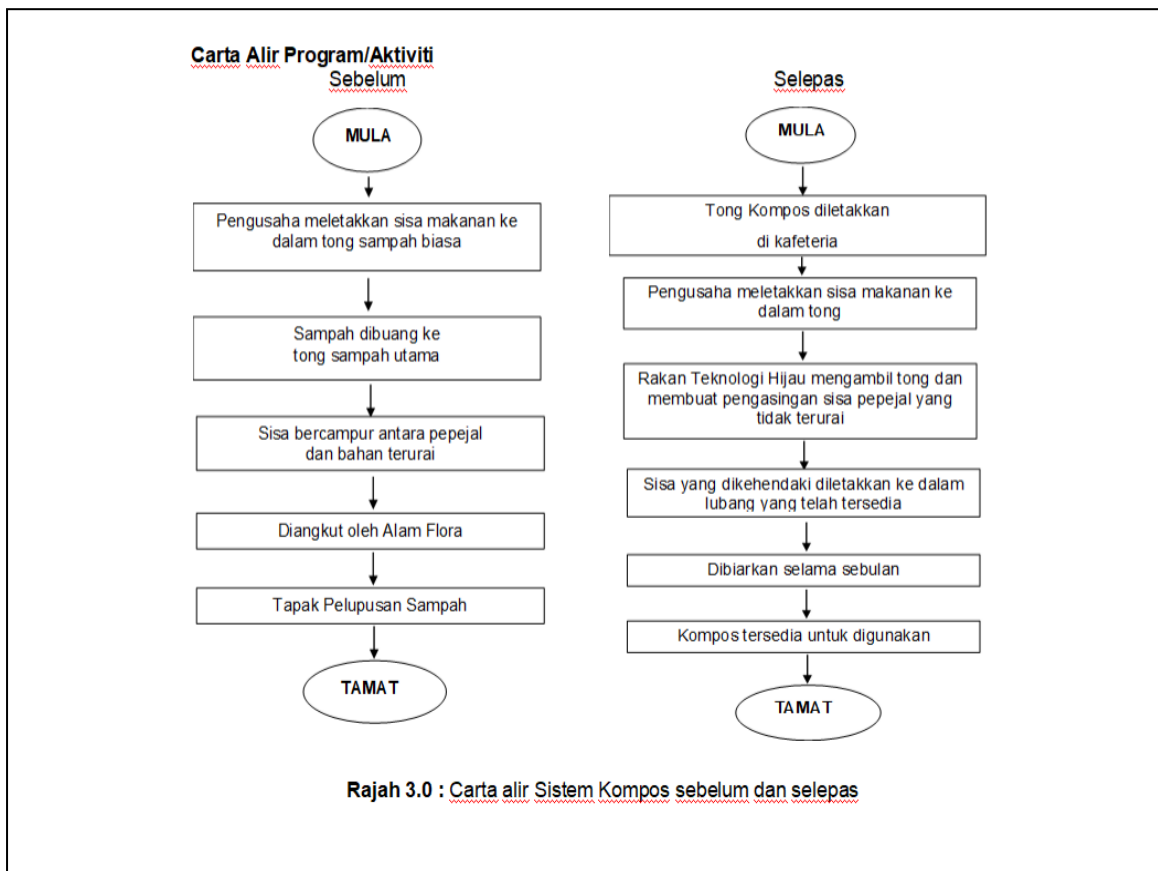 Carta Alir Program/Aktiviti
Sebelum
MULA
Pengusaha meletakkan sisa makanan ke
dalam tong sampah biasa
Sampah dibuang ke
tong sampah utama
Sisa bercampur antara pepejal
dan bahan terurai
Diangkut oleh Alam Flora
Tapak Pelupusan Sampah
TAMAT
Selepas
MULA
Tong Kompos diletakkan
di kafeteria
Pengusaha meletakkan sisa makanan ke
dalam tong
Rakan Teknologi Hijau mengambil tong dan
membuat pengasingan sisa pepejal yang
tidak terurai
Sisa yang dikehendaki diletakkan ke dalam
lubang yang telah tersedia
Dibiarkan selama sebulan
Kompos tersedia untuk digunakan
TAMAT
Rajah 3.0 : Carta alir Sistem Kompos sebelum dan selepas